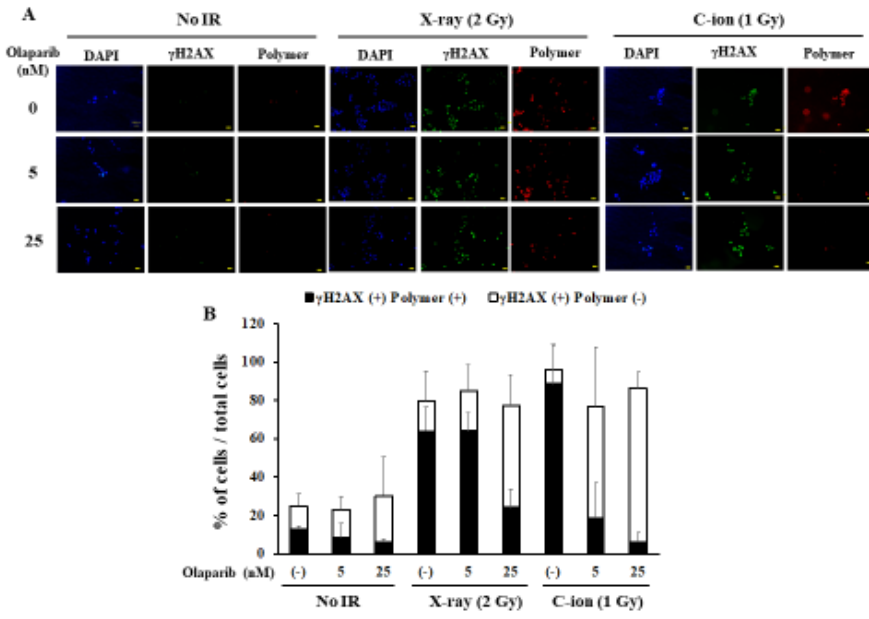 A
No IR
X-ray (2 Gy)
C-ion (1 Gy)
Olaparib
(nM)
DAPI
γH2AX
Polymer
DAPI
γH2AX
Polymer
DAPI
γH2AX
Polymer
0
5
25
■γH2AX (+) Polymer (+) □γH2AX (+) Polymer (-)
B
% of cells / total cells
120
100
80
60
40
20
0
Olaparib (nM) (-) 5 25 (-) 5 25 (-) 5 25
No IR X-ray (2 Gy) C-ion (1 Gy)